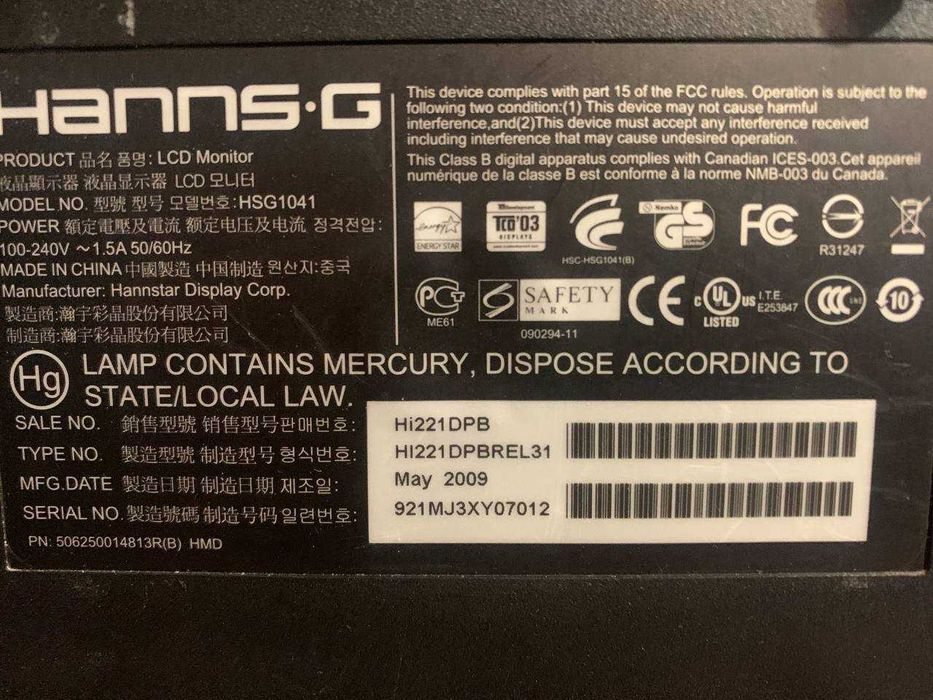 Hanns·G
PRODUCT 品名 품명: LCD Monitor
液晶顯示器 液晶显示器 LCD 모니터
MODEL NO. 型號 型号 모델번호: HSG1041
POWER 額定電壓及電流 额定电压及电流 정격전압:
100-240V ～1.5A 50/60Hz
MADE IN CHINA 中國製造 中国制造 원산지:중국
Manufacturer: Hannstar Display Corp.
製造商: 瀚宇彩晶股份有限公司
制造商: 瀚宇彩晶股份有限公司
This device complies with part 15 of the FCC rules. Operation is subject to the
following two condition:(1) This device may not cause harmful
interference,and(2)This device must accept any interference received
including interference that may cause undesired operation.
This Class B digital apparatus complies with Canadian ICES-003.Cet appareil
numérique de la classe B est conforme à la norme NMB-003 du Canada.
energy
ENERGY STAR
TCO'03
DISPLAYS
HSC-HSG1041(B)
Nemko
GS
FC
R31247
PCT
ME61
S SAFETY
MARK
090294-11
CE
C UL US
LISTED
I.T.E.
E253847
CCC
10
Hg
LAMP CONTAINS MERCURY, DISPOSE ACCORDING TO
STATE/LOCAL LAW.
SALE NO. 銷售型號 销售型号 판매번호: Hi221DPB
TYPE NO. 製造型號 制造型号 형식번호: HI221DPBREL31
MFG.DATE 製造日期 制造日期 제조일: May 2009
SERIAL NO. 製造號碼 制造号码 일련번호: 921MJ3XY07012
PN: 506250014813R(B) HMD